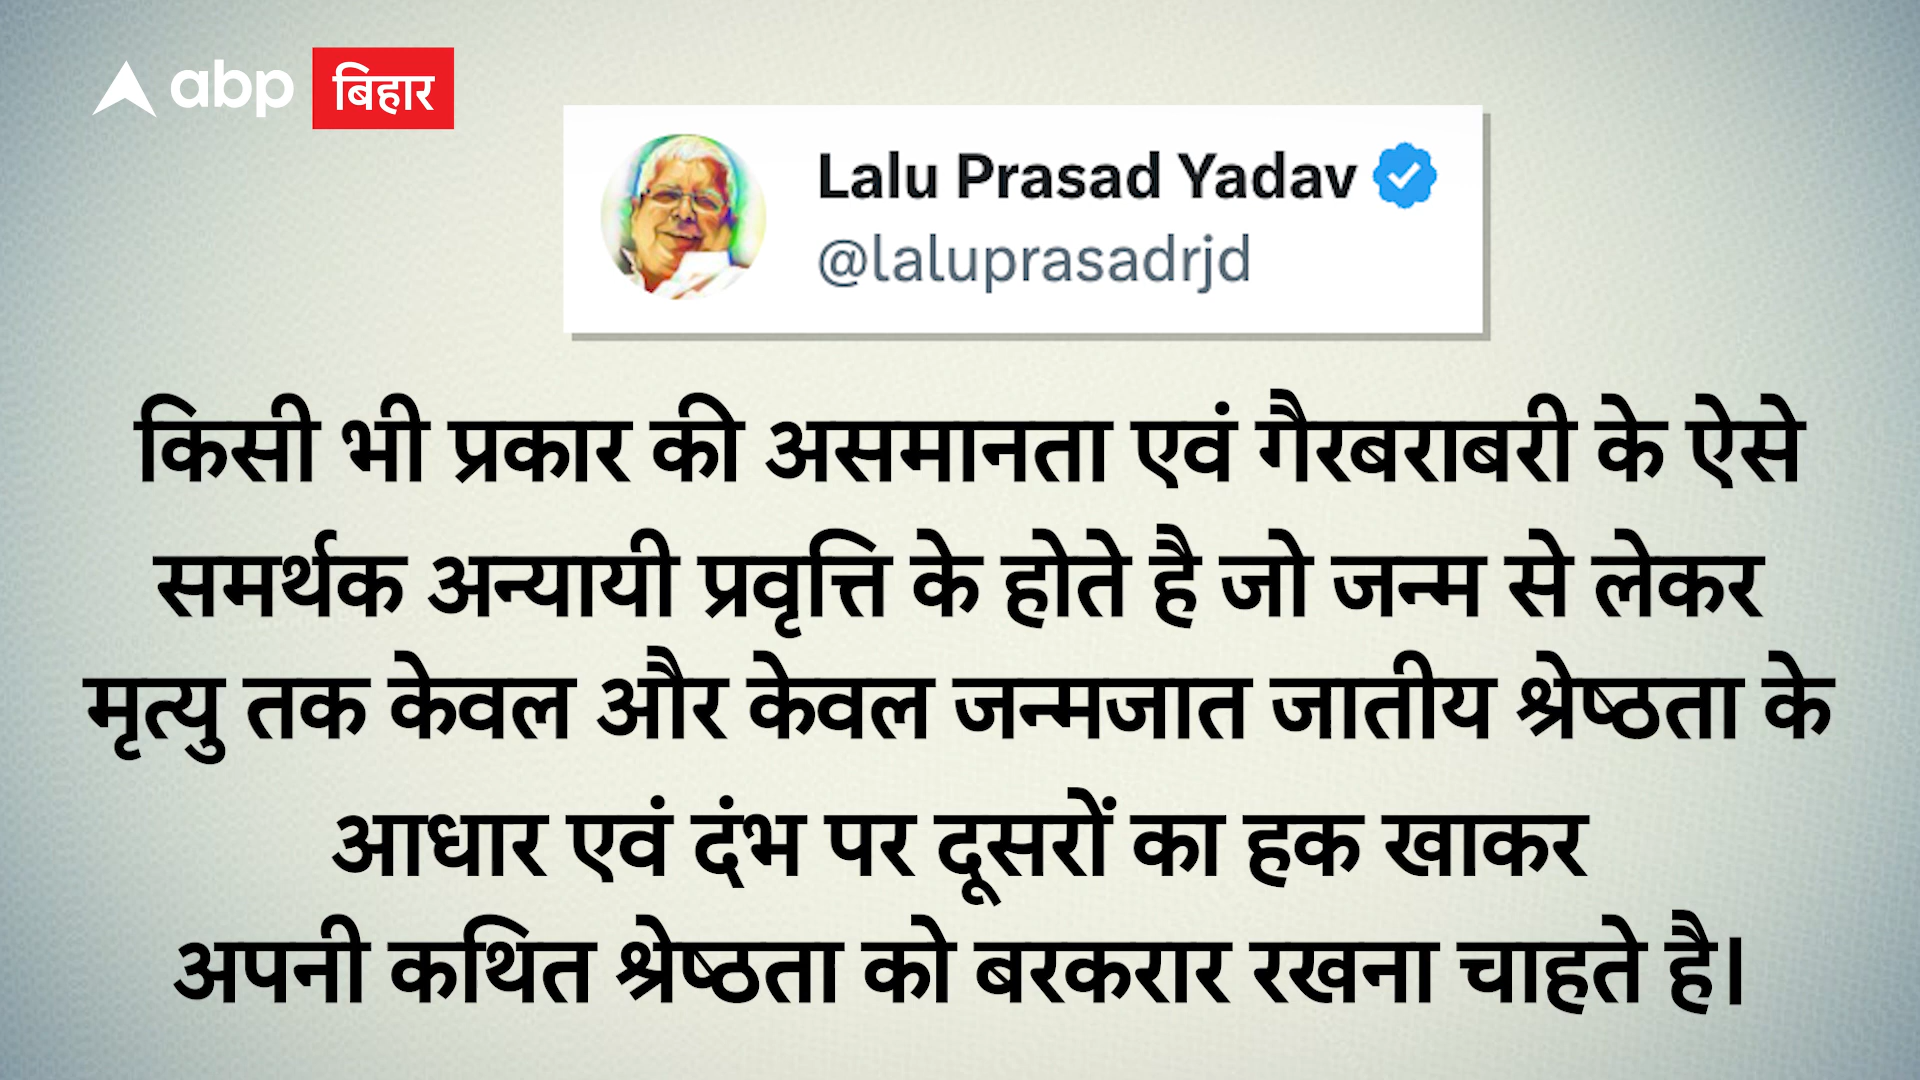 abp बिहार
Lalu Prasad Yadav
@laluprasadrjd
किसी भी प्रकार की असमानता एवं गैरबराबरी के ऐसे
समर्थक अन्यायी प्रवृत्ति के होते है जो जन्म से लेकर
मृत्यु तक केवल और केवल जन्मजात जातीय श्रेष्ठता के
आधार एवं दंभ पर दूसरों का हक खाकर
अपनी कथित श्रेष्ठता को बरकरार रखना चाहते है।